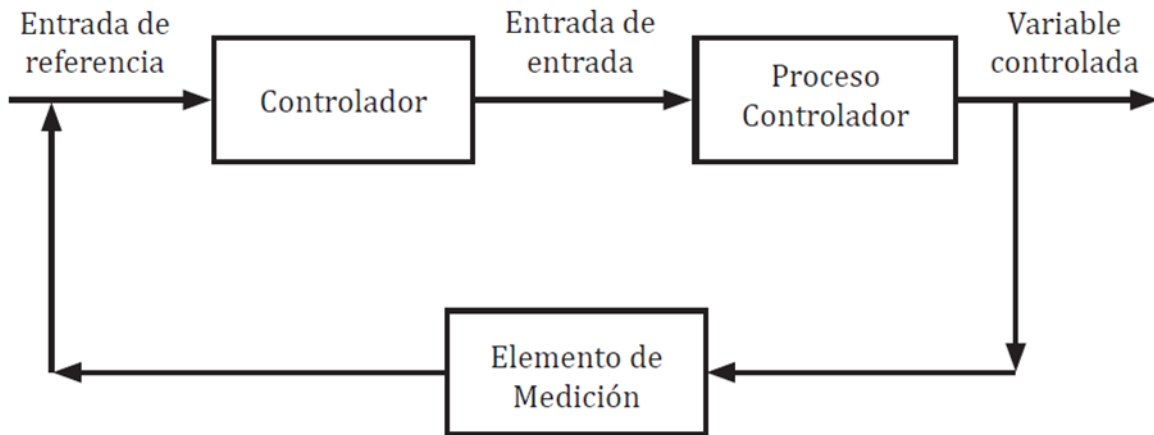 Entrada de
referencia
Controlador
Entrada de
entrada
Proceso
Controlador
Variable
controlada
Elemento de
Medición